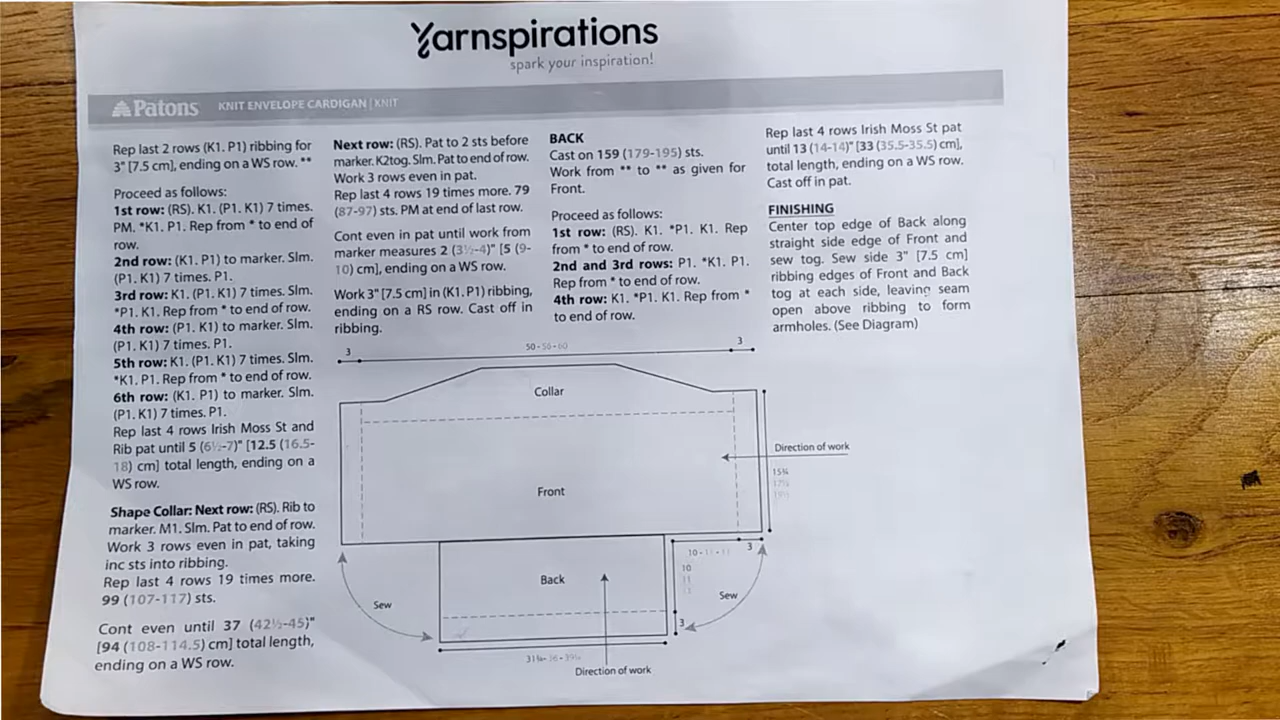 Yarnspirations
spark your inspiration!
Patons KNIT ENVELOPE CARDIGAN | KNIT
Rep last 2 rows (K1. P1) ribbing for
3" [7.5 cm], ending on a WS row. **
Proceed as follows:
1st row: (RS). K1. (P1. K1) 7 times.
PM. *K1. P1. Rep from * to end of
row.
2nd row: (K1. P1) to marker. Slm.
(P1. K1) 7 times. P1.
3rd row: K1. (P1. K1) 7 times. Slm.
*P1. K1. Rep from * to end of row.
4th row: (P1. K1) to marker. Slm.
(P1. K1) 7 times. P1.
5th row: K1. (P1. K1) 7 times. Slm.
*K1. P1. Rep from * to end of row.
6th row: (K1. P1) to marker. Slm.
(P1. K1) 7 times. P1.
Rep last 4 rows Irish Moss St and
Rib pat until 5 (6½-7)" [12.5 (16.5-
18) cm] total length, ending on a
WS row.
Shape Collar: Next row: (RS). Rib to
marker. M1. Slm. Pat to end of row.
Work 3 rows even in pat, taking
inc sts into ribbing.
Rep last 4 rows 19 times more.
99 (107-117) sts.
Cont even until 37 (42½-45)"
[94 (108-114.5) cm] total length,
ending on a WS row.
Next row: (RS). Pat to 2 sts before
marker. K2tog. Slm. Pat to end of row.
Work 3 rows even in pat.
Rep last 4 rows 19 times more. 79
(87-97) sts. PM at end of last row.
Cont even in pat until work from
marker measures 2 (3½-4)" [5 (9-
10) cm], ending on a WS row.
Work 3" [7.5 cm] in (K1. P1) ribbing,
ending on a RS row. Cast off in
ribbing.
BACK
Cast on 159 (179-195) sts.
Work from ** to ** as given for
Front.
Proceed as follows:
1st row: (RS). K1. *P1. K1. Rep
from * to end of row.
2nd and 3rd rows: P1. *K1. P1.
Rep from * to end of row.
4th row: K1. *P1. K1. Rep from *
to end of row.
Rep last 4 rows Irish Moss St pat
until 13 (14-14)" [33 (35.5-35.5) cm],
total length, ending on a WS row.
Cast off in pat.
FINISHING
Center top edge of Back along
straight side edge of Front and
sew tog. Sew side 3" [7.5 cm]
ribbing edges of Front and Back
tog at each side, leaving seam
open above ribbing to form
armholes. (See Diagram)
3
50-56-60
3
Collar
Direction of work
15¾
Front
10
3
Back
10
Sew
Sew
3
Direction of work